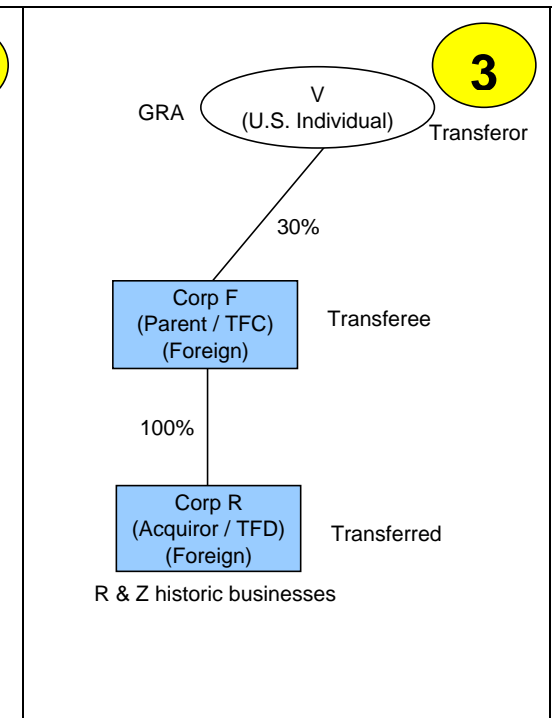 3
V
(U.S. Individual)
GRA
Transferor
30%
Corp F
(Parent / TFC)
(Foreign)
Transferee
100%
Corp R
(Acquiror / TFD)
(Foreign)
Transferred
R & Z historic businesses